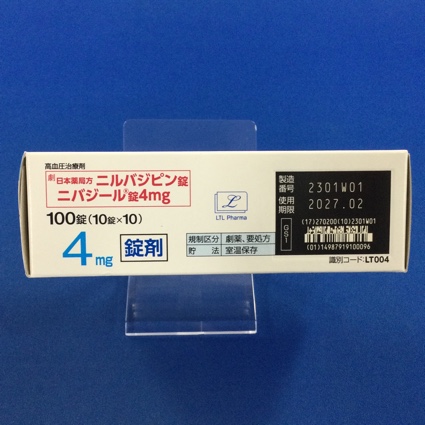 高血圧治療剤
劇 日本薬局方 ニルバジピン錠
ニバジール®錠4mg
100錠(10錠×10)
4mg 錠剤
L
LTL Pharma
規制区分 劇薬、要処方
貯法 室温保存
製造番号 2301W01
使用期限 2027.02
GS1
(17)270200(10)2301W01
(01)14987919100096
識別コード:LT004